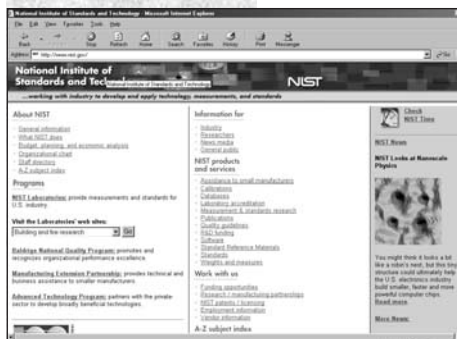 National Institute of Standards and Technology - Microsoft Internet Explorer
File Edit View Favorites Tools Help
Back Stop Refresh Home Search Favorites History Print Messenger
Address http://www.nist.gov/ Go
National Institute of
Standards and Tec
National Institute of Standards and Technology
NIST
...working with industry to develop and apply technology, measurements, and standards
About NIST
General information
What NIST does
Budget, planning, and economic analysis
Organizational chart
Staff directory
A-Z subject index
Programs
NIST Laboratories: provide measurements and standards for
U.S. industry
Visit the Laboratories' web sites:
Building and fire research Go
Baldrige National Quality Program: promotes and
recognizes organizational performance excellence.
Manufacturing Extension Partnership: provides technical and
business assistance to smaller manufacturers.
Advanced Technology Program: partners with the private
sector to develop broadly beneficial technologies.
Information for
Industry
Researchers
News media
General public
NIST products
and services
Assistance to small manufacturers
Calibrations
Databases
Laboratory accreditation
Measurement & standards research
Publications
Quality guidelines
R&D funding
Software
Standard Reference Materials
Standards
Weights and measures
Work with us
Funding opportunities
Research / manufacturing partnerships
NIST patents / licensing
Employment information
Vendor information
A-Z subject index
Check
NIST Time
NIST News
NIST Looks at Nanoscale
Physics
You might think it looks a bit
like a robin's nest, but this tiny
structure could ultimately help
the U.S. electronics industry
build smaller, faster and more
powerful computer chips.
Read more.
More News: